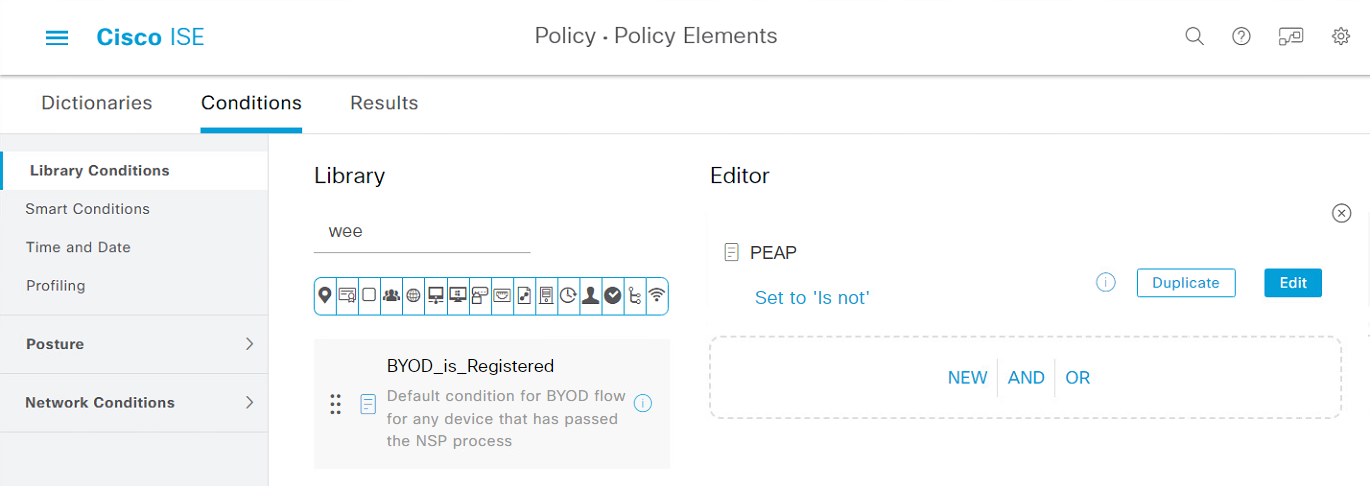 Cisco ISE
Policy · Policy Elements
Dictionaries
Conditions
Results
Library Conditions
Smart Conditions
Time and Date
Profiling
Posture
Network Conditions
Library
wee
BYOD_is_Registered
Default condition for BYOD flow
for any device that has passed
the NSP process
Editor
PEAP
Set to 'Is not'
Duplicate
Edit
NEW
AND
OR